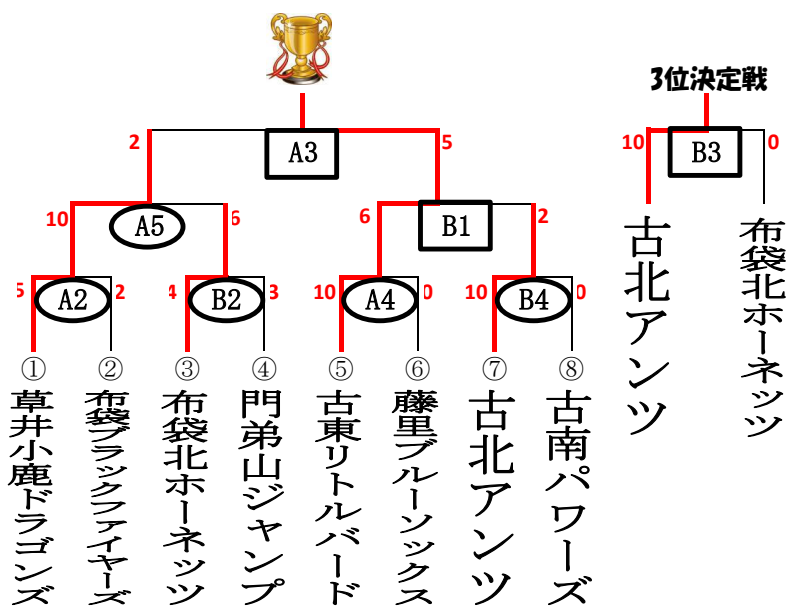 3位決定戦
2
A3
5
10
B3
0
10
A5
6
6
B1
2
5
A2
2
4
B2
3
10
A4
0
10
B4
0
①
②
③
④
⑤
⑥
⑦
⑧
草井小鹿ドラゴンズ
布袋ブラックファイヤーズ
布袋北ホーネッツ
門弟山ジャンプ
古東リトルバード
藤里ブルーソックス
古北アンツ
古南パワーズ
古北アンツ
布袋北ホーネッツ